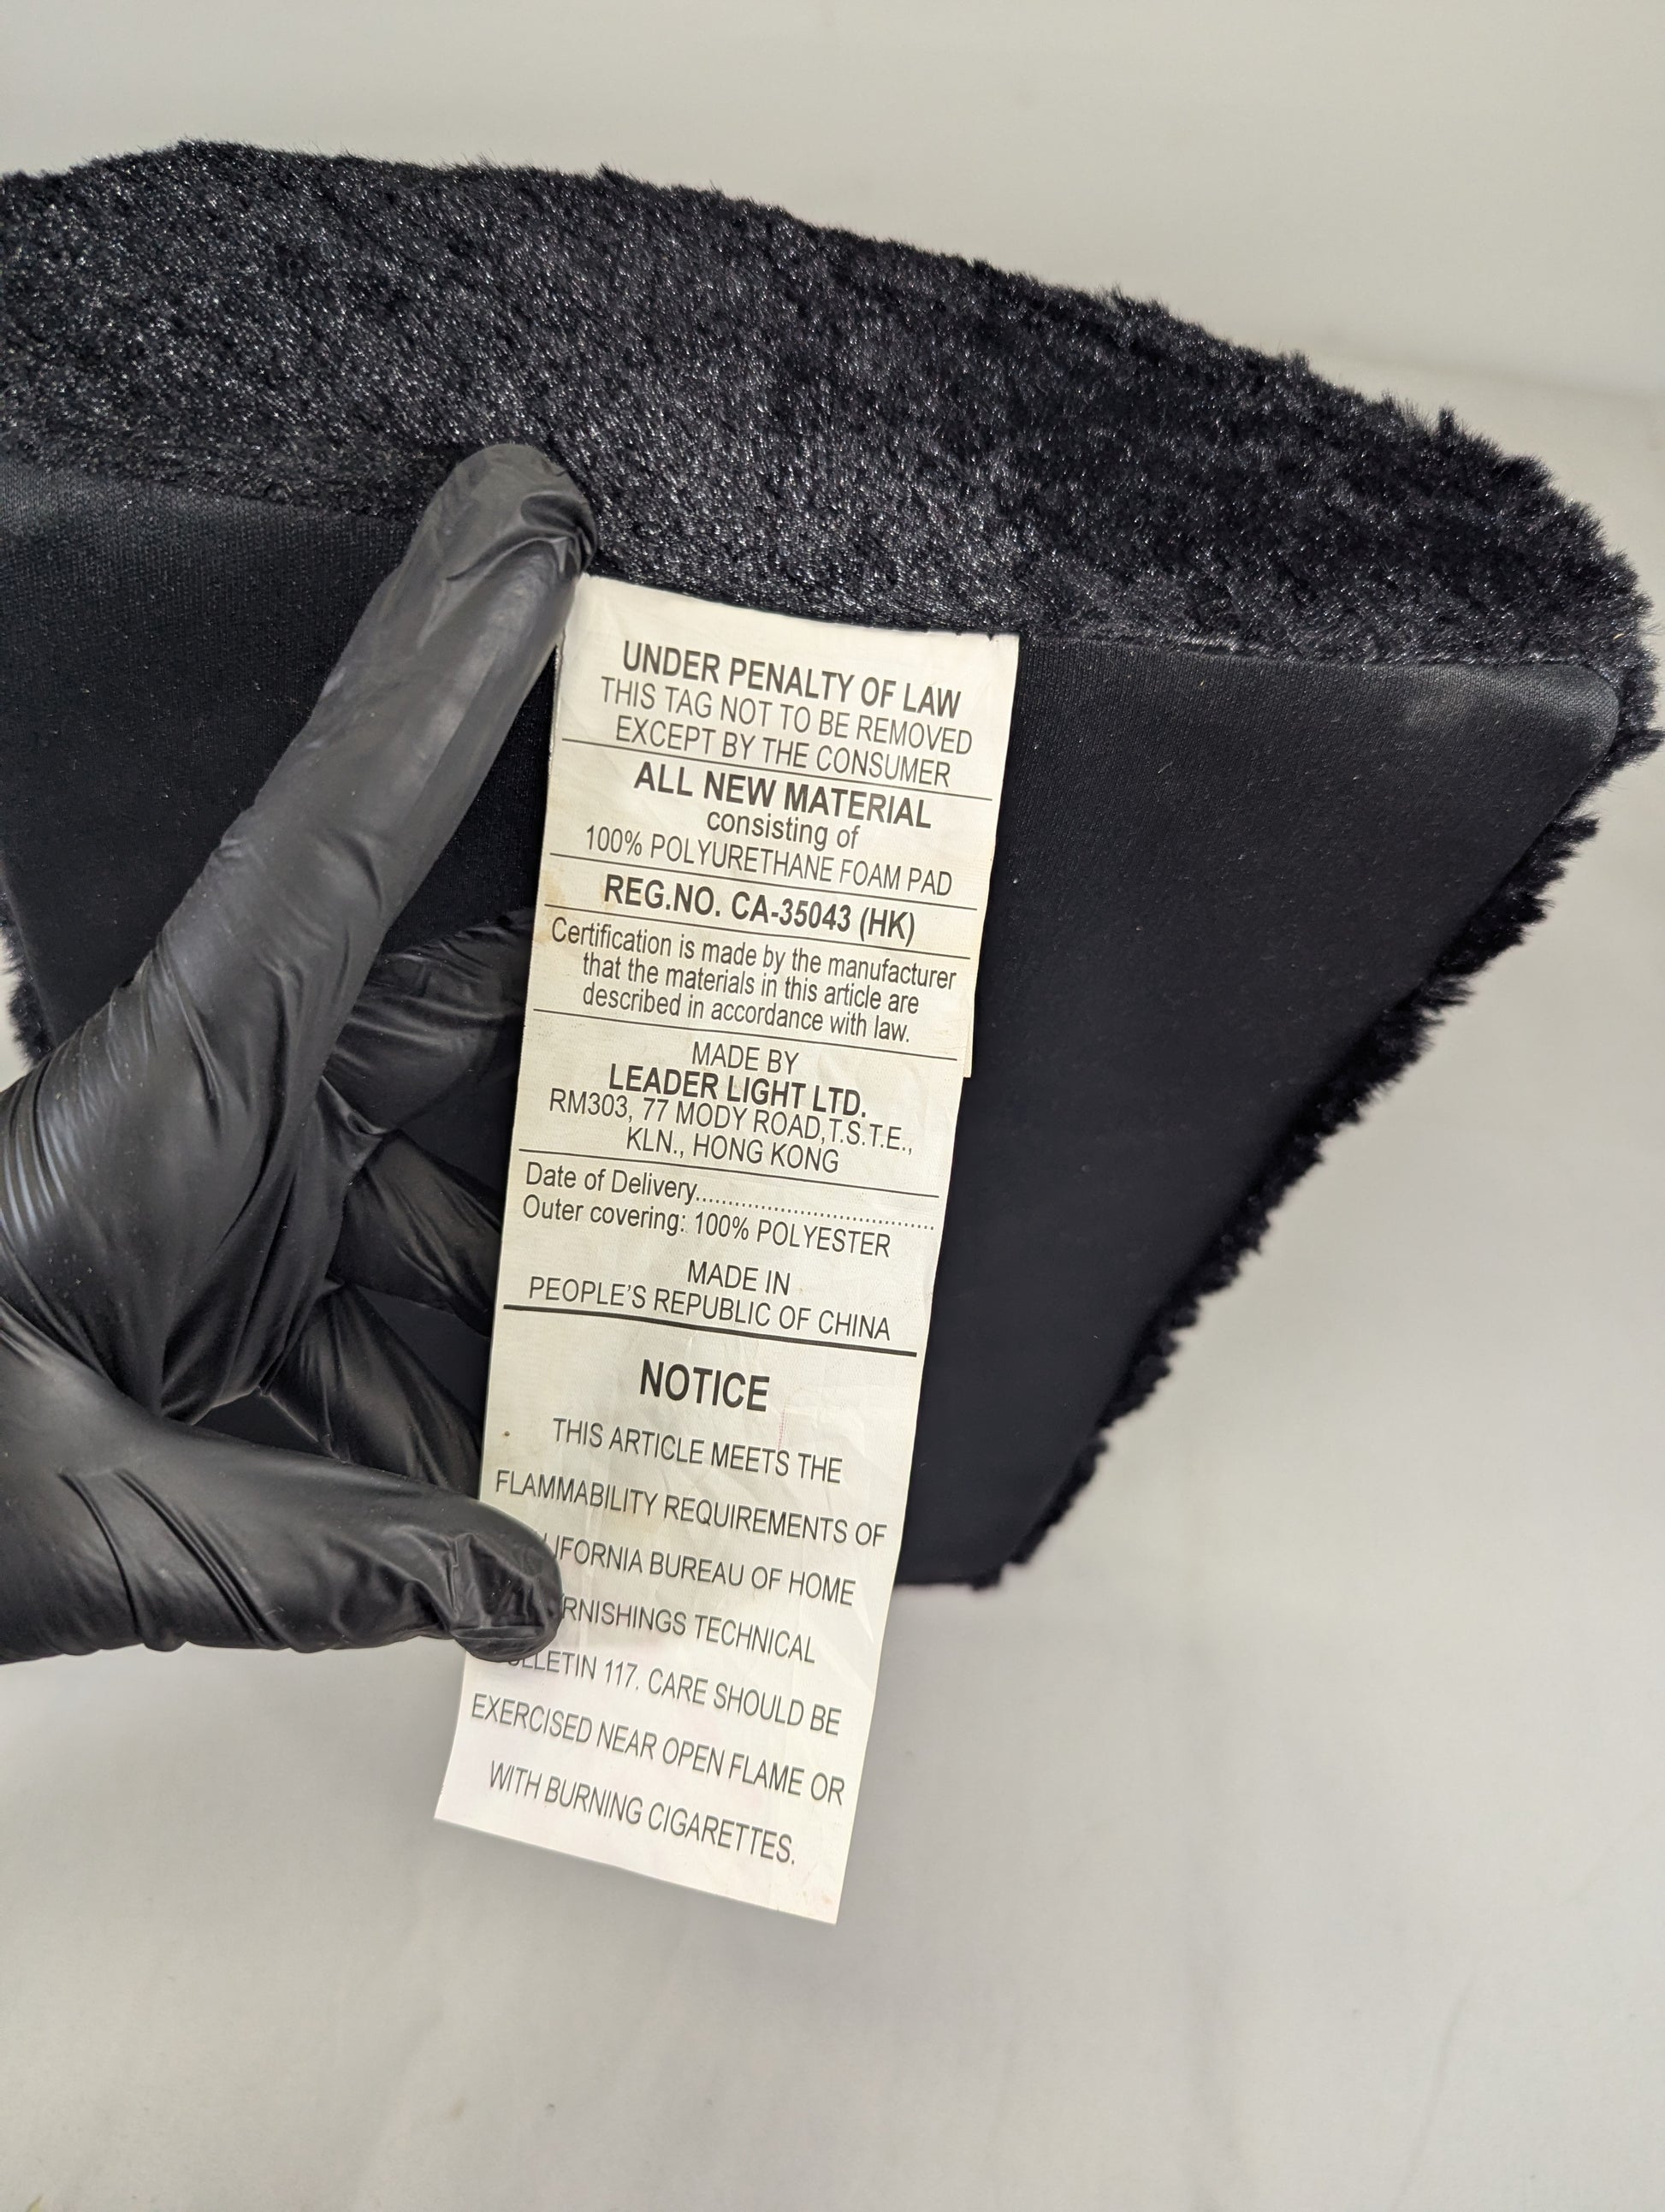 UNDER PENALTY OF LAW
THIS TAG NOT TO BE REMOVED
EXCEPT BY THE CONSUMER
ALL NEW MATERIAL
consisting of
100% POLYURETHANE FOAM PAD
REG.NO. CA-35043 (HK)
Certification is made by the manufacturer
that the materials in this article are
described in accordance with law.
MADE BY
LEADER LIGHT LTD.
RM303, 77 MODY ROAD,T.S.T.E.,
KLN., HONG KONG
Date of Delivery....................................
Outer covering: 100% POLYESTER
MADE IN
PEOPLE'S REPUBLIC OF CHINA
NOTICE
THIS ARTICLE MEETS THE
FLAMMABILITY REQUIREMENTS OF
IFORNIA BUREAU OF HOME
RNISHINGS TECHNICAL
LLETIN 117. CARE SHOULD BE
EXERCISED NEAR OPEN FLAME OR
WITH BURNING CIGARETTES.